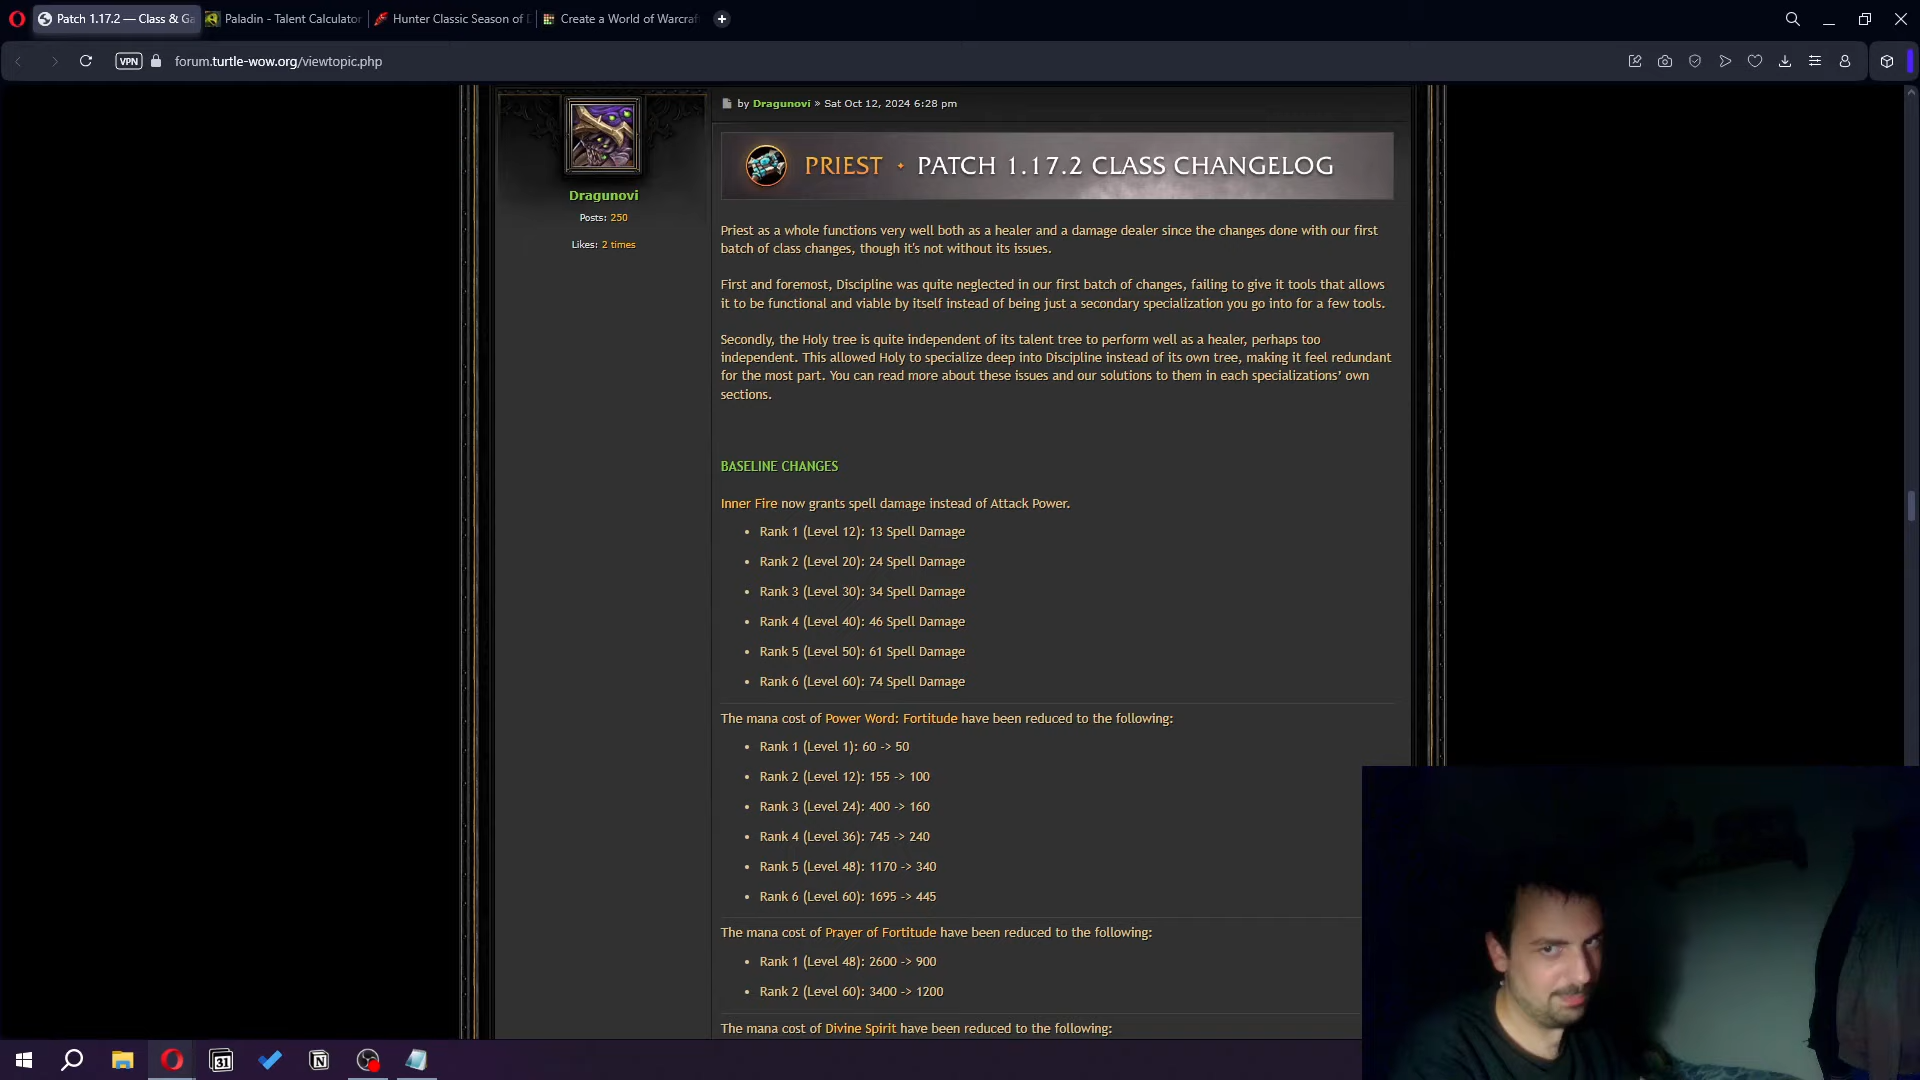 Patch 1.17.2 — Class & Ga
Paladin - Talent Calculator
Hunter Classic Season of D
Create a World of Warcraf
VPN
forum.turtle-wow.org/viewtopic.php
by Dragunovi » Sat Oct 12, 2024 6:28 pm
PRIEST • PATCH 1.17.2 CLASS CHANGELOG
Dragunovi
Posts: 250
Likes: 2 times
Priest as a whole functions very well both as a healer and a damage dealer since the changes done with our first
batch of class changes, though it's not without its issues.
First and foremost, Discipline was quite neglected in our first batch of changes, failing to give it tools that allows
it to be functional and viable by itself instead of being just a secondary specialization you go into for a few tools.
Secondly, the Holy tree is quite independent of its talent tree to perform well as a healer, perhaps too
independent. This allowed Holy to specialize deep into Discipline instead of its own tree, making it feel redundant
for the most part. You can read more about these issues and our solutions to them in each specializations’ own
sections.
BASELINE CHANGES
Inner Fire now grants spell damage instead of Attack Power.
• Rank 1 (Level 12): 13 Spell Damage
• Rank 2 (Level 20): 24 Spell Damage
• Rank 3 (Level 30): 34 Spell Damage
• Rank 4 (Level 40): 46 Spell Damage
• Rank 5 (Level 50): 61 Spell Damage
• Rank 6 (Level 60): 74 Spell Damage
The mana cost of Power Word: Fortitude have been reduced to the following:
• Rank 1 (Level 1): 60 -> 50
• Rank 2 (Level 12): 155 -> 100
• Rank 3 (Level 24): 400 -> 160
• Rank 4 (Level 36): 745 -> 240
• Rank 5 (Level 48): 1170 -> 340
• Rank 6 (Level 60): 1695 -> 445
The mana cost of Prayer of Fortitude have been reduced to the following:
• Rank 1 (Level 48): 2600 -> 900
• Rank 2 (Level 60): 3400 -> 1200
The mana cost of Divine Spirit have been reduced to the following:
31
N